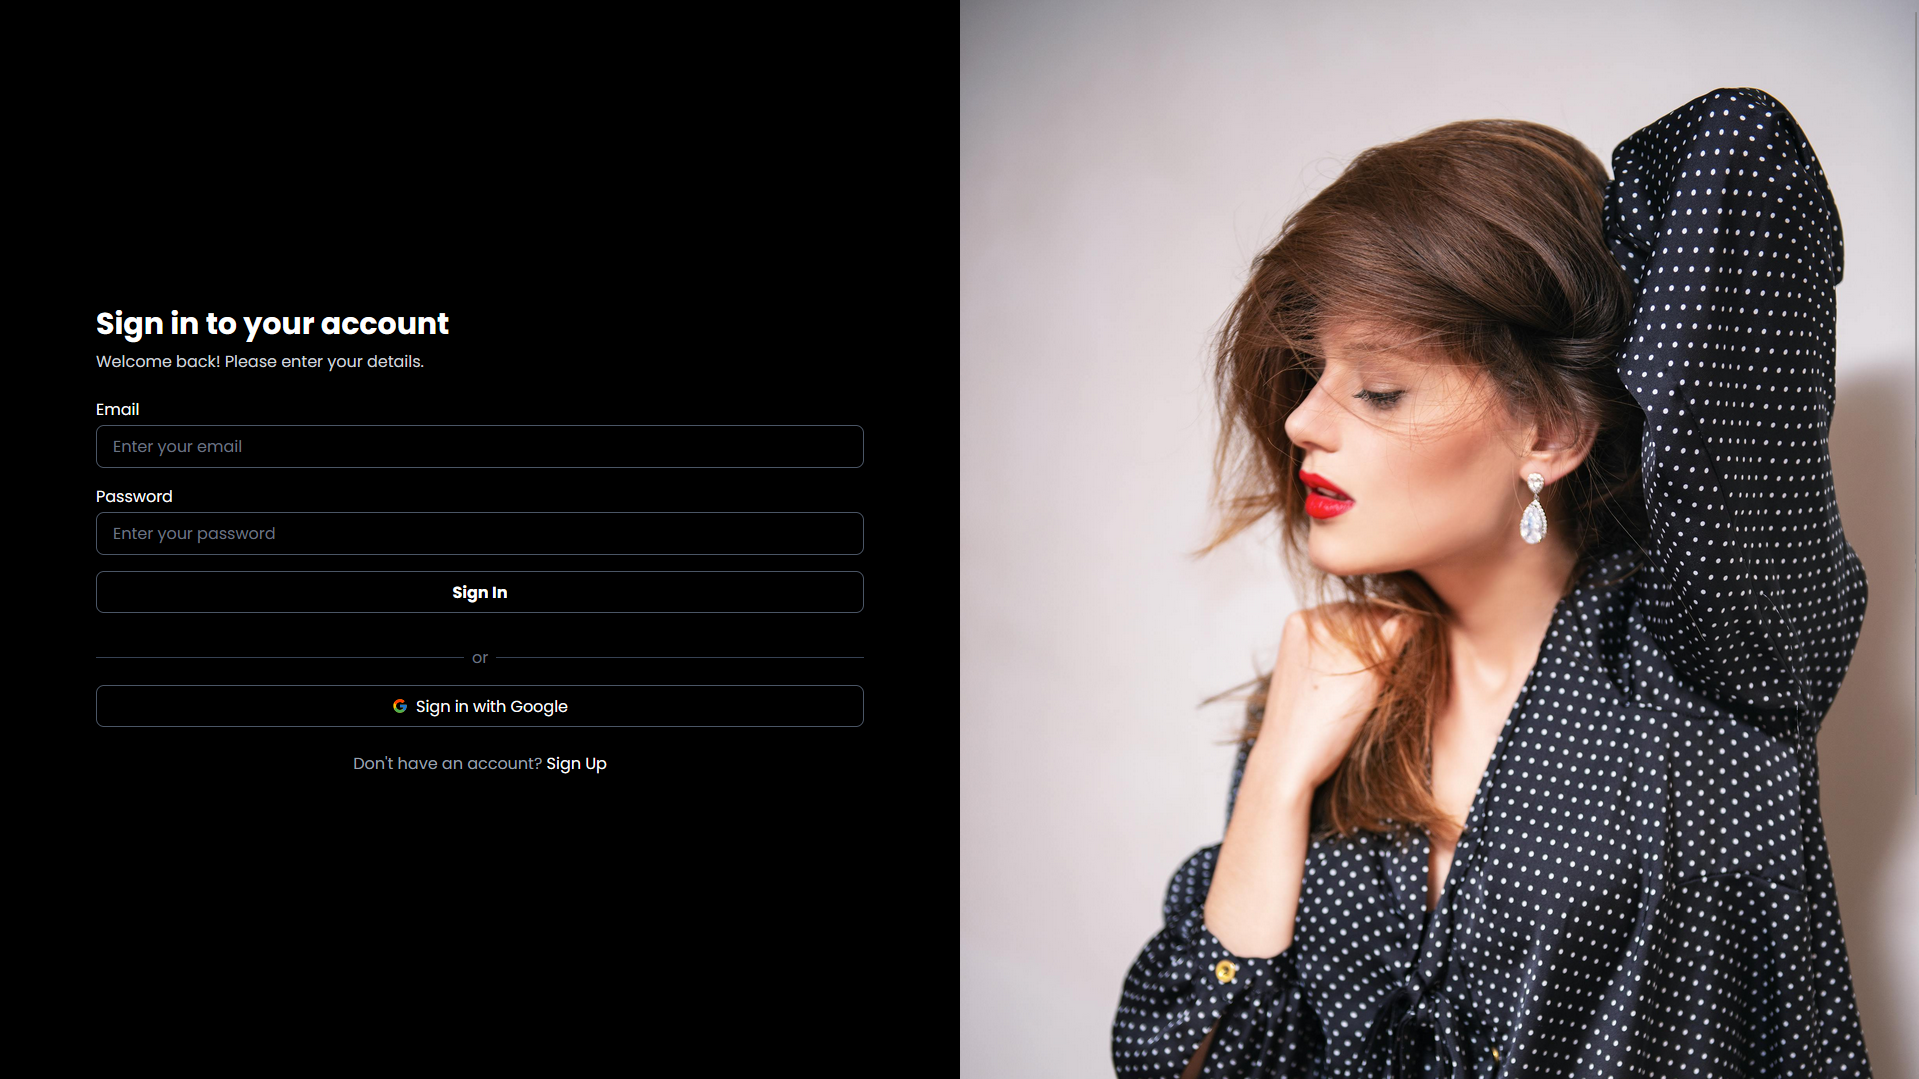 Sign in to your account
Welcome back! Please enter your details.
Email
Enter your email
Password
Enter your password
Sign In
or
Sign in with Google
Don't have an account? Sign Up